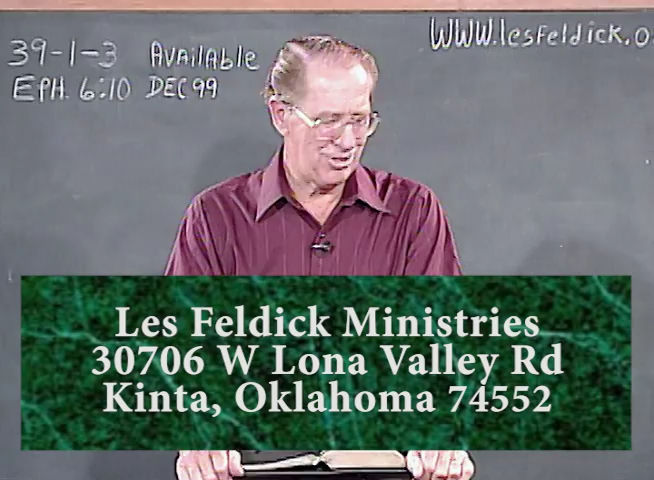 39-1-3 Available www.lesfeldick.o
EPH. 6:10 DEC 99
Les Feldick Ministries
30706 W Lona Valley Rd
Kinta, Oklahoma 74552